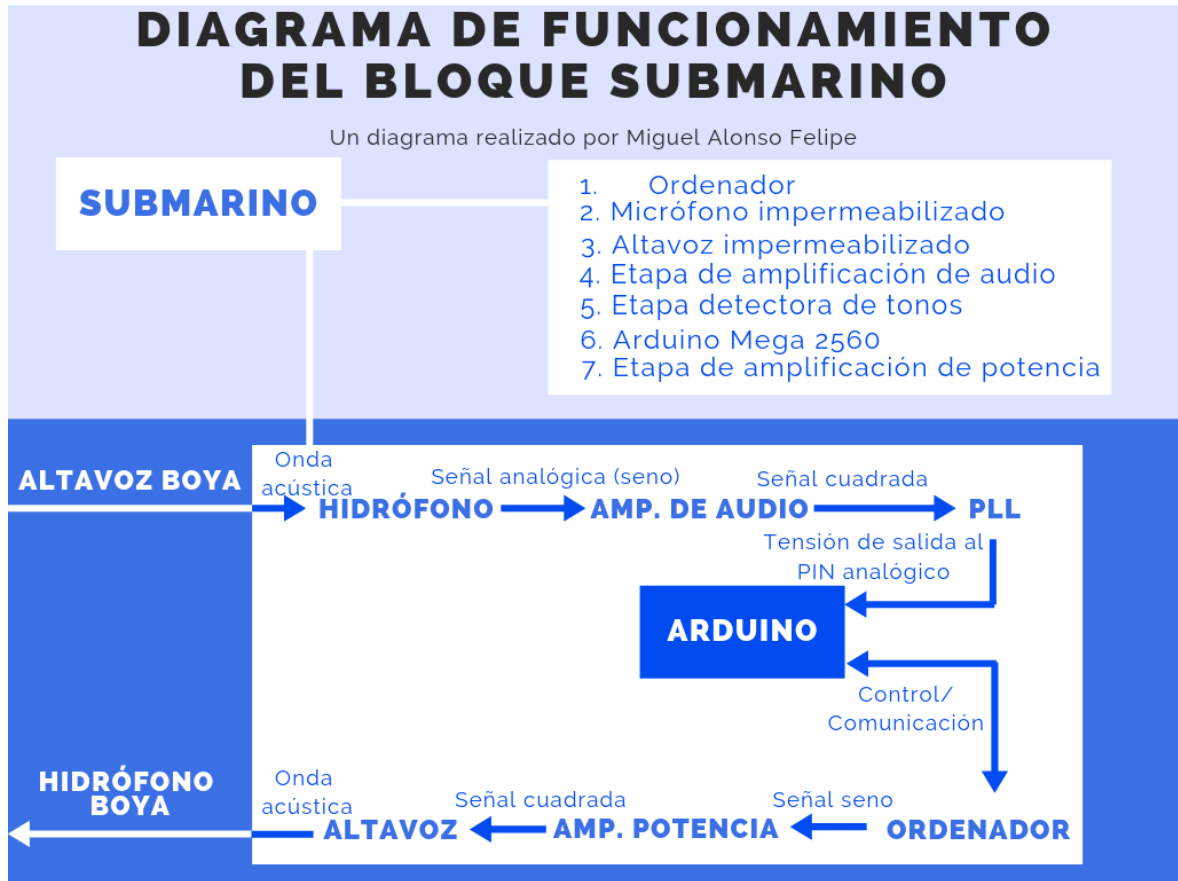 DIAGRAMA DE FUNCIONAMIENTO
DEL BLOQUE SUBMARINO
Un diagrama realizado por Miguel Alonso Felipe
SUBMARINO
1. Ordenador
2. Micrófono impermeabilizado
3. Altavoz impermeabilizado
4. Etapa de amplificación de audio
5. Etapa detectora de tonos
6. Arduino Mega 2560
7. Etapa de amplificación de potencia
ALTAVOZ BOYA
Onda
acústica
HIDRÓFONO
Señal analógica (seno)
AMP. DE AUDIO
Señal cuadrada
PLL
Tensión de salida al
PIN analógico
ARDUINO
Control/
Comunicación
HIDRÓFONO
BOYA
Onda
acústica
ALTAVOZ
Señal cuadrada
AMP. POTENCIA
Señal seno
ORDENADOR